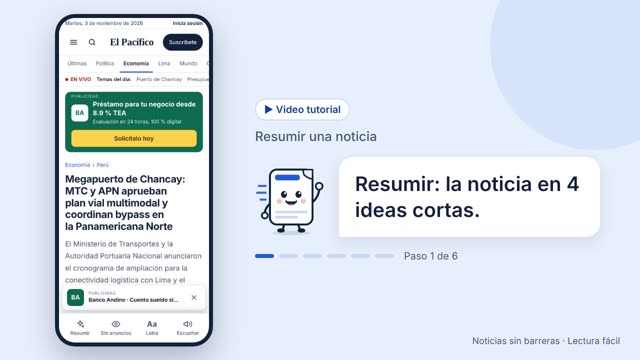 Martes, 3 de noviembre de 2026 Inicia sesión
El Pacífico
Suscríbete
Últimas Política Economía Lima Mundo
EN VIVO Temas del día: Puerto de Chancay
PUBLICIDAD
BA
Préstamo para tu negocio desde
8.9 % TEA
Evaluación en 24 horas, 100 % digital
Solicítalo hoy
Economía › Perú
Megapuerto de Chancay:
MTC y APN aprueban
plan vial multimodal y
coordinan bypass en
la Panamericana Norte
El Ministerio de Transportes y la
Autoridad Portuaria Nacional anunciaron
el cronograma de ampliación para la
conectividad logística con Lima y el
BA
PUBLICIDAD
Banco Andino · Cuenta sueldo si...
Resumir Sin anuncios Aa Letra Escuchar
Video tutorial
Resumir una noticia
Resumir: la noticia en 4
ideas cortas.
Paso 1 de 6
Noticias sin barreras · Lectura fácil